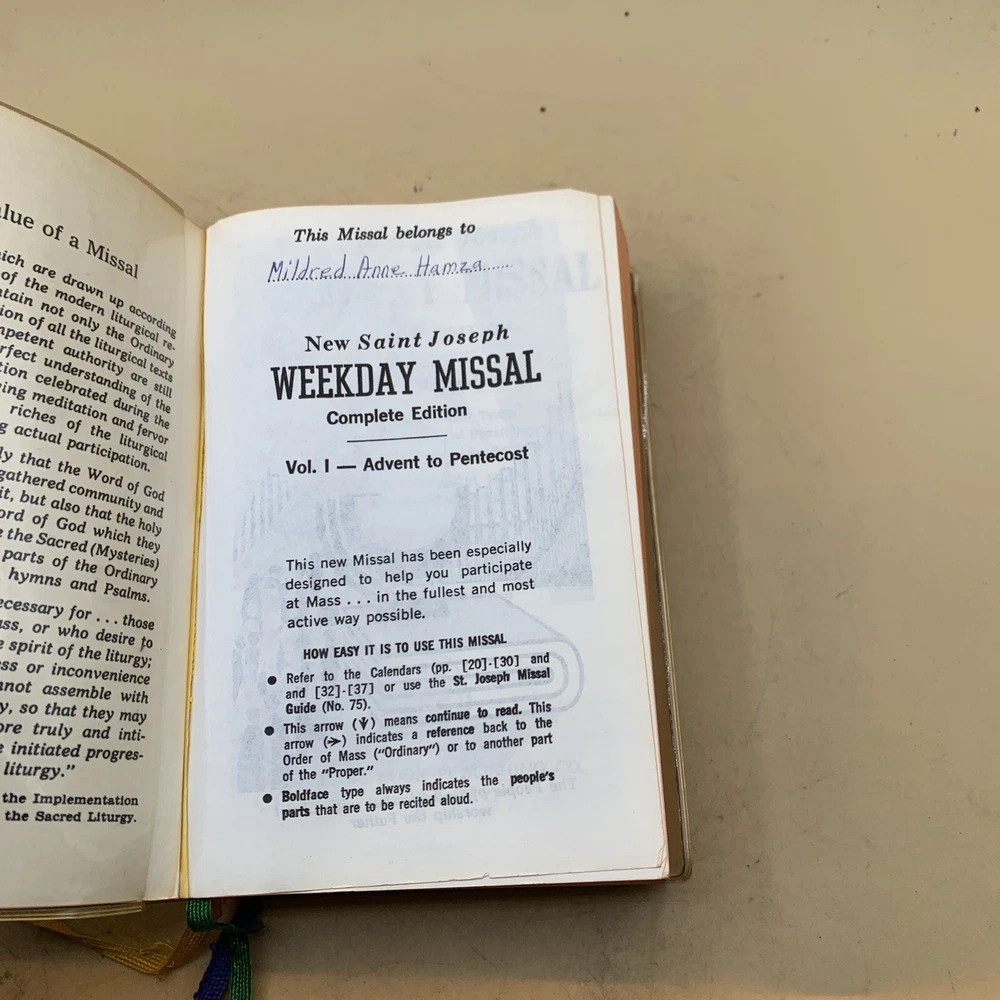 lue of a Missal
hich are drawn up according
of the modern liturgical re-
ntain not only the Ordinary
ion of all the liturgical texts
mpetent authority are still
rfect understanding of the
tion celebrated during the
ing meditation and fervor
riches of the liturgical
g actual participation.
ly that the Word of God
gathered community and
it, but also that the holy
ord of God which they
e the Sacred (Mysteries)
parts of the Ordinary
hymns and Psalms.
ecessary for . . . those
ass, or who desire to
e spirit of the liturgy;
ess or inconvenience
nnot assemble with
y, so that they may
ore truly and inti-
e initiated progres-
liturgy."
the Implementation
the Sacred Liturgy.
This Missal belongs to
Mildred Anne Hamza
New Saint Joseph
WEEKDAY MISSAL
Complete Edition
Vol. I — Advent to Pentecost
This new Missal has been especially
designed to help you participate
at Mass . . . in the fullest and most
active way possible.
HOW EASY IT IS TO USE THIS MISSAL
● Refer to the Calendars (pp. [20]-[30] and
and [32]-[37] or use the St. Joseph Missal
Guide (No. 75).
● This arrow (↓) means continue to read. This
arrow (→) indicates a reference back to the
Order of Mass ("Ordinary") or to another part
of the "Proper."
● Boldface type always indicates the people's
parts that are to be recited aloud.